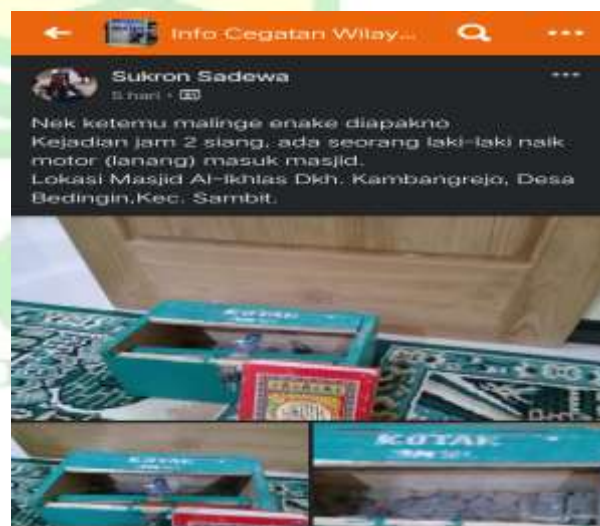 Info Cegatan Wilay...
Sukron Sadewa
5 hari
Nek ketemu malinge enake diapakno
Kejadian jam 2 siang, ada seorang laki-laki naik
motor (lanang) masuk masjid.
Lokasi Masjid Al-Ikhlas Dkh. Kambangrejo, Desa
Bedingin,Kec. Sambit.
KOTAK
KOTAK
KOTAK